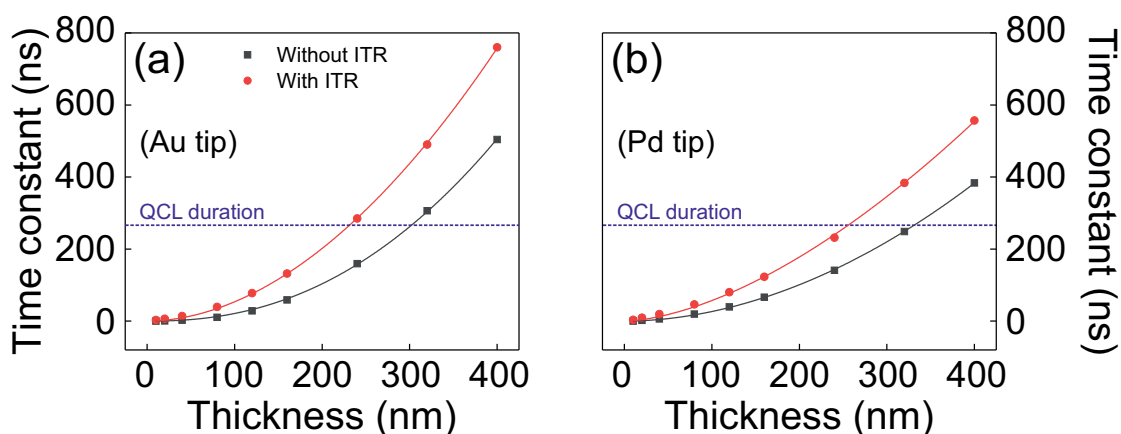 Time constant (ns)
800
600
400
200
0
(a)
Without ITR
With ITR
(Au tip)
QCL duration
0 100 200 300 400
Thickness (nm)
(b)
(Pd tip)
QCL duration
0 100 200 300 400
Thickness (nm)
800
600
400
200
0
Time constant (ns)